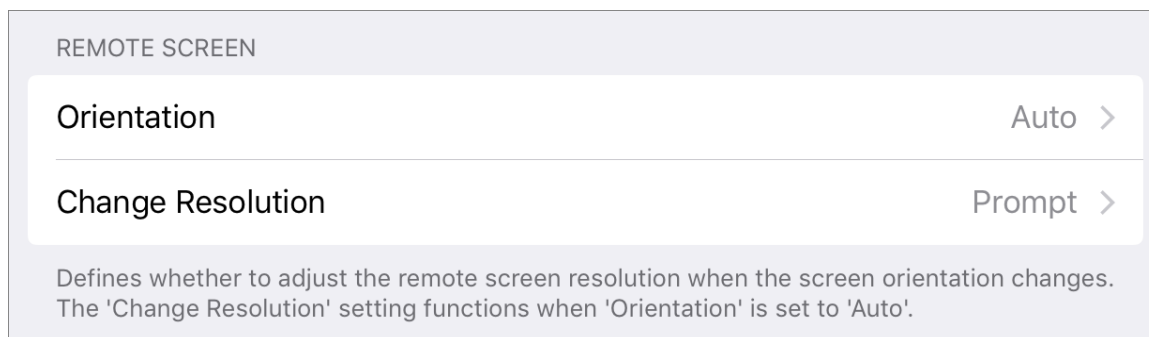 REMOTE SCREEN
Orientation Auto
Change Resolution Prompt
Defines whether to adjust the remote screen resolution when the screen orientation changes.
The 'Change Resolution' setting functions when 'Orientation' is set to 'Auto'.